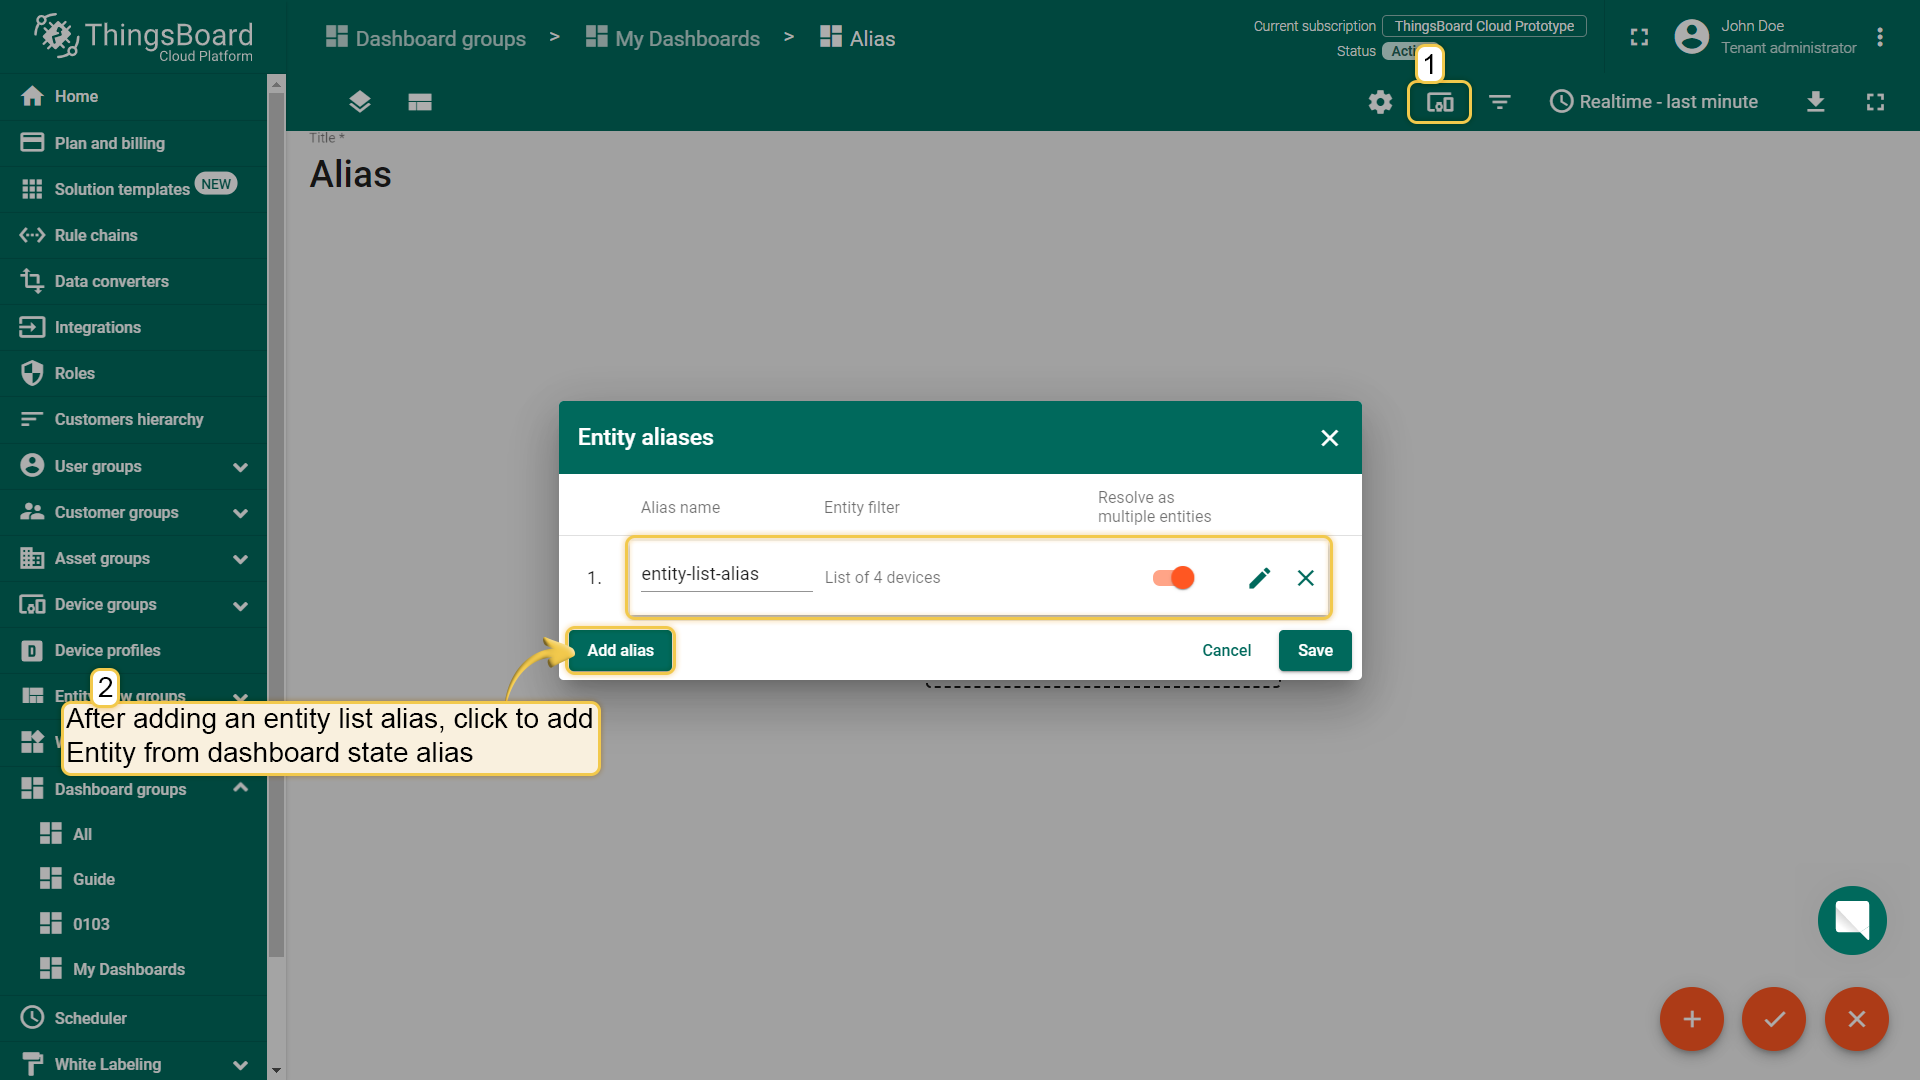 ThingsBoard
Cloud Platform
Dashboard groups > My Dashboards > Alias
Current subscription ThingsBoard Cloud Prototype
Status Acti
John Doe
Tenant administrator
1
Realtime - last minute
Home
Plan and billing
Solution templates NEW
Rule chains
Data converters
Integrations
Roles
Customers hierarchy
User groups
Customer groups
Asset groups
Device groups
D Device profiles
Entity w groups
Dashboard groups
All
Guide
0103
My Dashboards
Scheduler
White Labeling
Title *
Alias
Entity aliases
Alias name
Entity filter
Resolve as
multiple entities
1. entity-list-alias List of 4 devices
Add alias
Cancel
Save
2
After adding an entity list alias, click to add
Entity from dashboard state alias